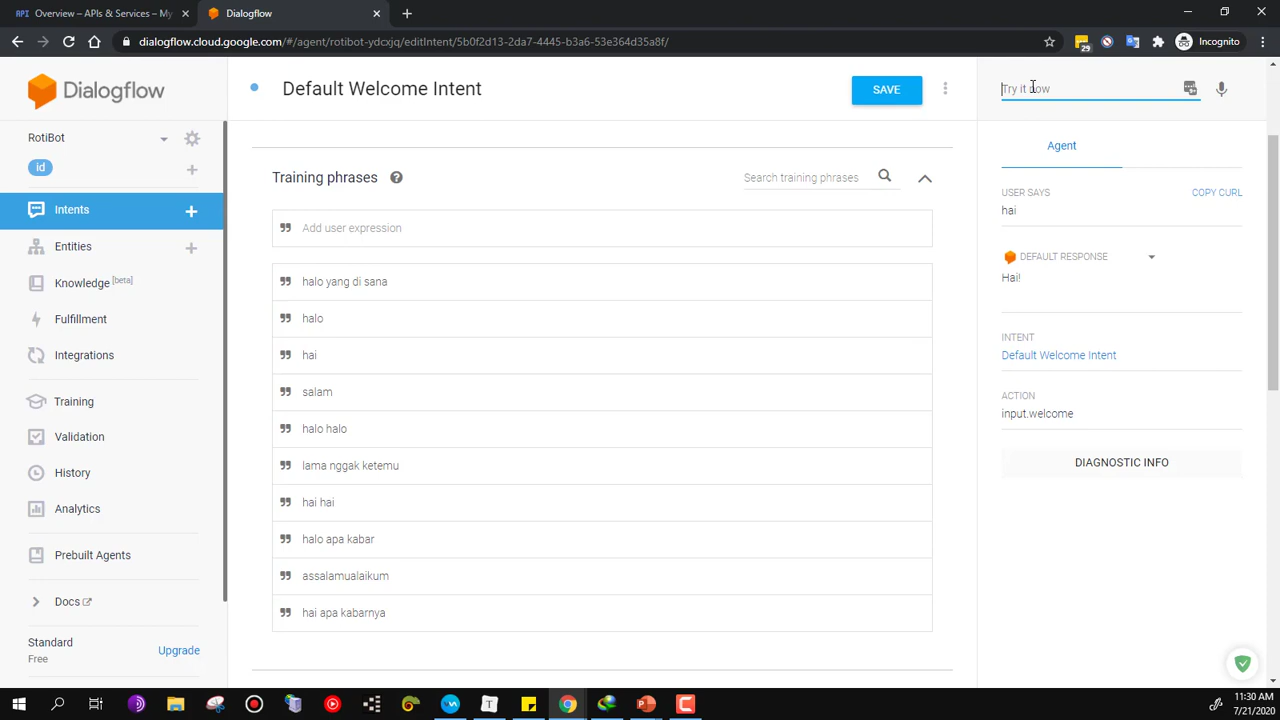 API Overview – APIs & Services – My
Dialogflow
dialogflow.cloud.google.com/#/agent/rotibot-ydcxjq/editIntent/5b0f2f13-2da7-4445-b3a6-53e364d35a8f/
29
Incognito
Dialogflow
RotiBot
id
Intents
Entities
Knowledge [beta]
Fulfillment
Integrations
Training
Validation
History
Analytics
Prebuilt Agents
Docs
Standard
Free
Upgrade
Default Welcome Intent
SAVE
Training phrases
Search training phrases
Add user expression
halo yang di sana
halo
hai
salam
halo halo
lama nggak ketemu
hai hai
halo apa kabar
assalamualaikum
hai apa kabarnya
Try it now
Agent
USER SAYS
COPY CURL
hai
DEFAULT RESPONSE
Hai!
INTENT
Default Welcome Intent
ACTION
input.welcome
DIAGNOSTIC INFO
11:30 AM
7/21/2020